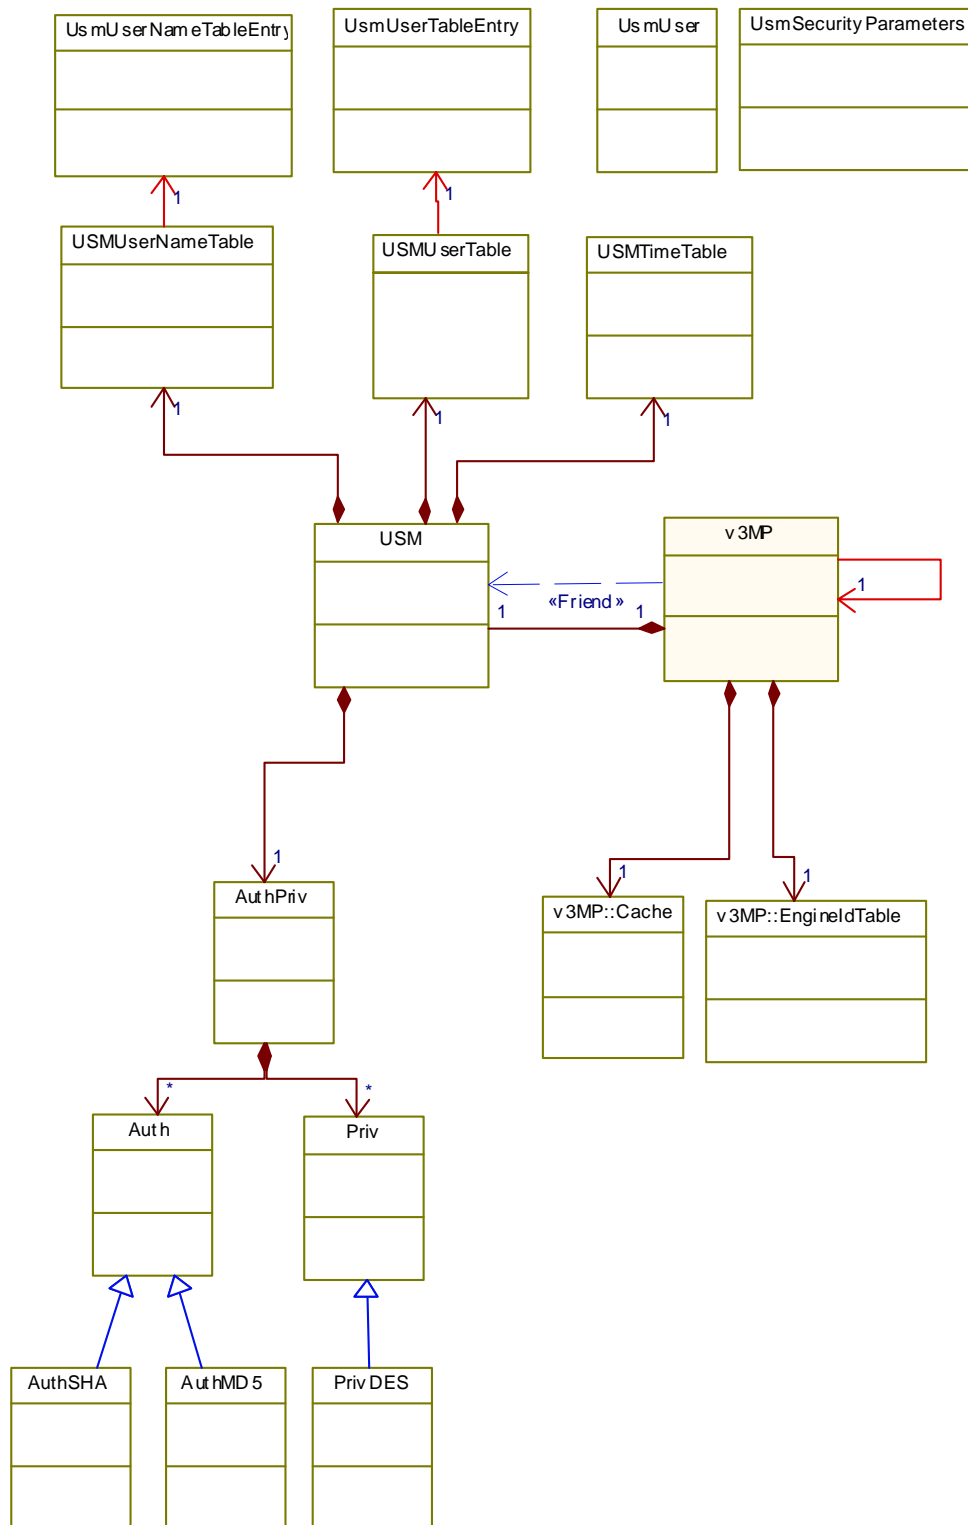 UsmUserNameTableEntry
UsmUserTableEntry
UsmUser
UsmSecurityParameters
1
1
USMUserNameTable
USMUserTable
USMTimeTable
1
1
1
USM
v3MP
1
«Friend»
1
1
1
1
1
AuthPriv
v3MP::Cache
v3MP::EngineIdTable
*
*
Auth
Priv
AuthSHA
AuthMD5
PrivDES